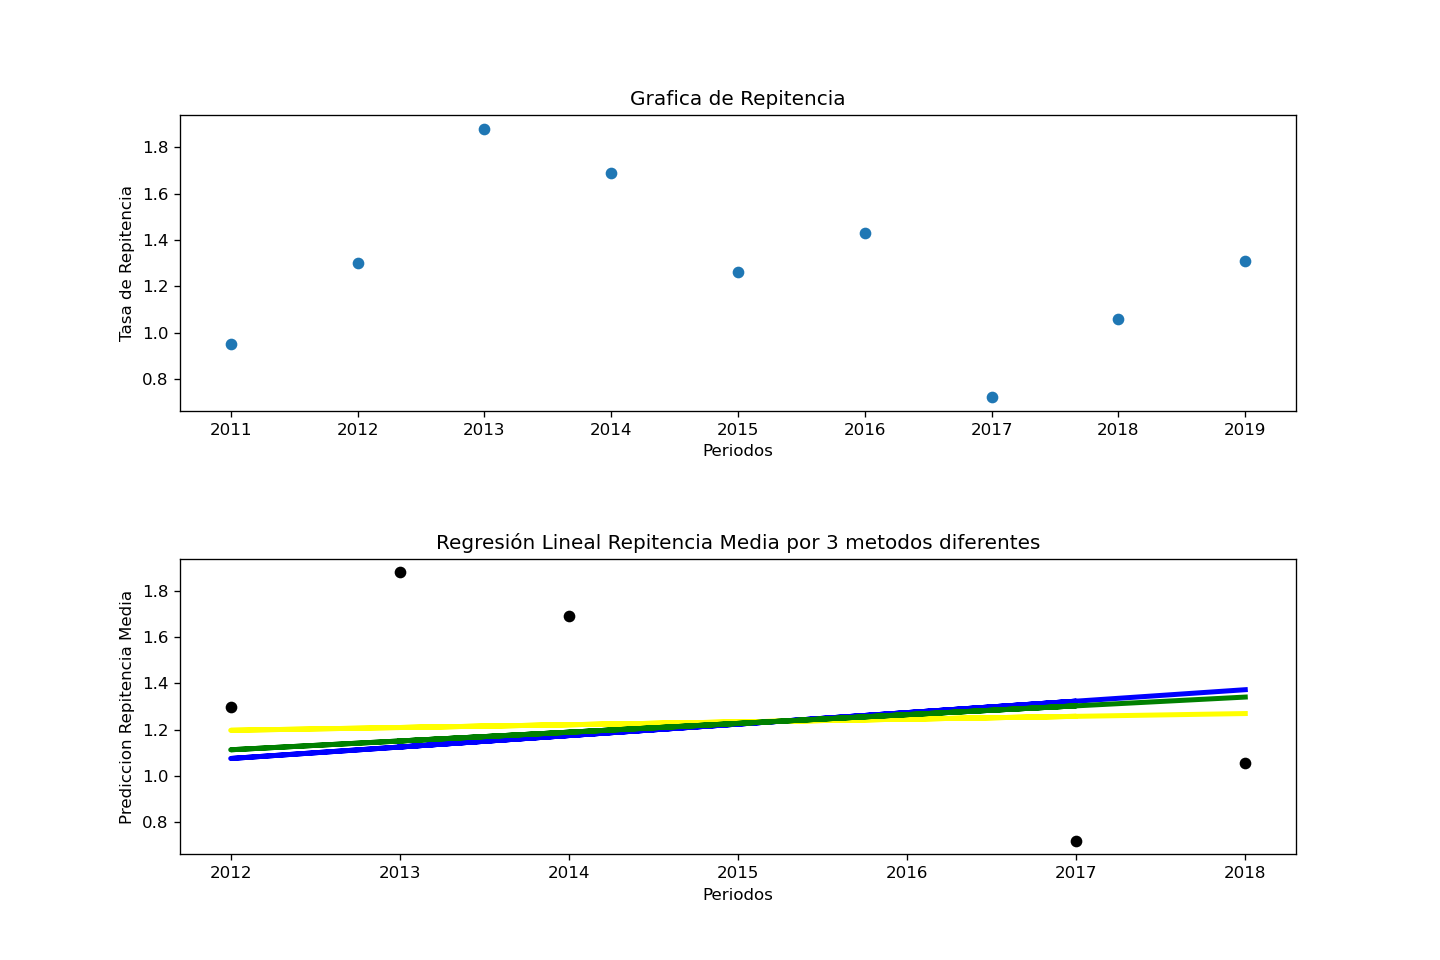 Grafica de Repitencia
Tasa de Repitencia
1.8
1.6
1.4
1.2
1.0
0.8
2011 2012 2013 2014 2015 2016 2017 2018 2019
Periodos
Regresión Lineal Repitencia Media por 3 metodos diferentes
Prediccion Repitencia Media
1.8
1.6
1.4
1.2
1.0
0.8
2012 2013 2014 2015 2016 2017 2018
Periodos